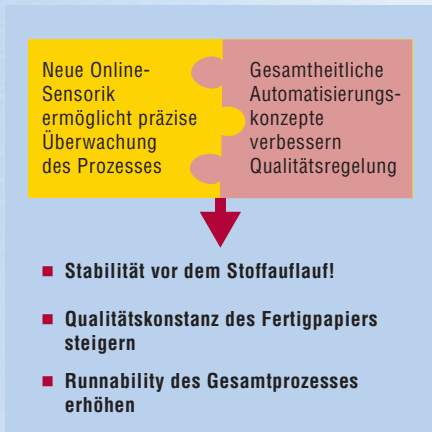 Neue Online-
Sensorik
ermöglicht präzise
Überwachung
des Prozesses
Gesamtheitliche
Automatisierungs-
konzepte
verbessern
Qualitätsregelung
Stabilität vor dem Stoffauflauf!
Qualitätskonstanz des Fertigpapiers
steigern
Runnability des Gesamtprozesses
erhöhen